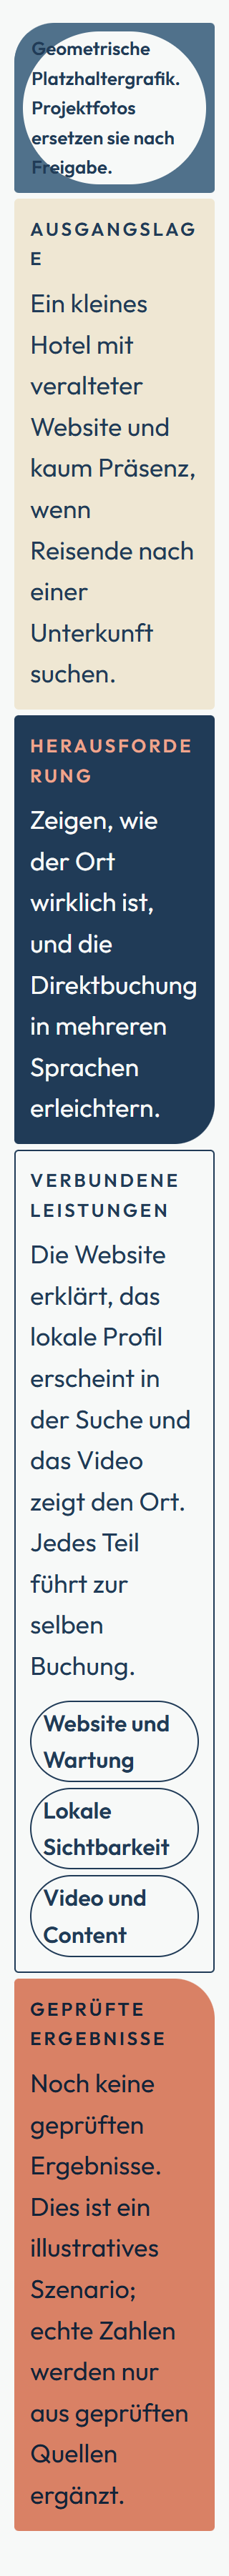 Geometrische
Platzhaltergrafik.
Projektfotos
ersetzen sie nach
Freigabe.
AUSGANGSLAG
E
Ein kleines
Hotel mit
veralteter
Website und
kaum Präsenz,
wenn
Reisende nach
einer
Unterkunft
suchen.
HERAUSFORDE
RUNG
Zeigen, wie
der Ort
wirklich ist,
und die
Direktbuchung
in mehreren
Sprachen
erleichtern.
VERBUNDENE
LEISTUNGEN
Die Website
erklärt, das
lokale Profil
erscheint in
der Suche und
das Video
zeigt den Ort.
Jedes Teil
führt zur
selben
Buchung.
Website und
Wartung
Lokale
Sichtbarkeit
Video und
Content
GEPRÜFTE
ERGEBNISSE
Noch keine
geprüften
Ergebnisse.
Dies ist ein
illustratives
Szenario;
echte Zahlen
werden nur
aus geprüften
Quellen
ergänzt.